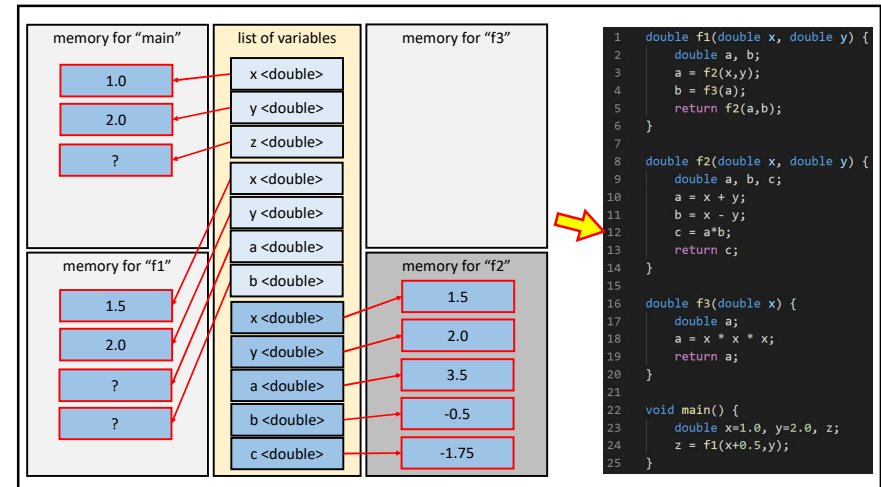 memory for “main”
1.0
2.0
?
list of variables
x <double>
y <double>
z <double>
x <double>
y <double>
a <double>
b <double>
x <double>
y <double>
a <double>
b <double>
c <double>
memory for “f3”
memory for “f1”
1.5
2.0
?
?
memory for “f2”
1.5
2.0
3.5
-0.5
-1.75
1 double f1(double x, double y) {
2 double a, b;
3 a = f2(x,y);
4 b = f3(a);
5 return f2(a,b);
6 }
7
8 double f2(double x, double y) {
9 double a, b, c;
10 a = x + y;
11 b = x - y;
12 c = a*b;
13 return c;
14 }
15
16 double f3(double x) {
17 double a;
18 a = x * x * x;
19 return a;
20 }
21
22 void main() {
23 double x=1.0, y=2.0, z;
24 z = f1(x+0.5,y);
25 }